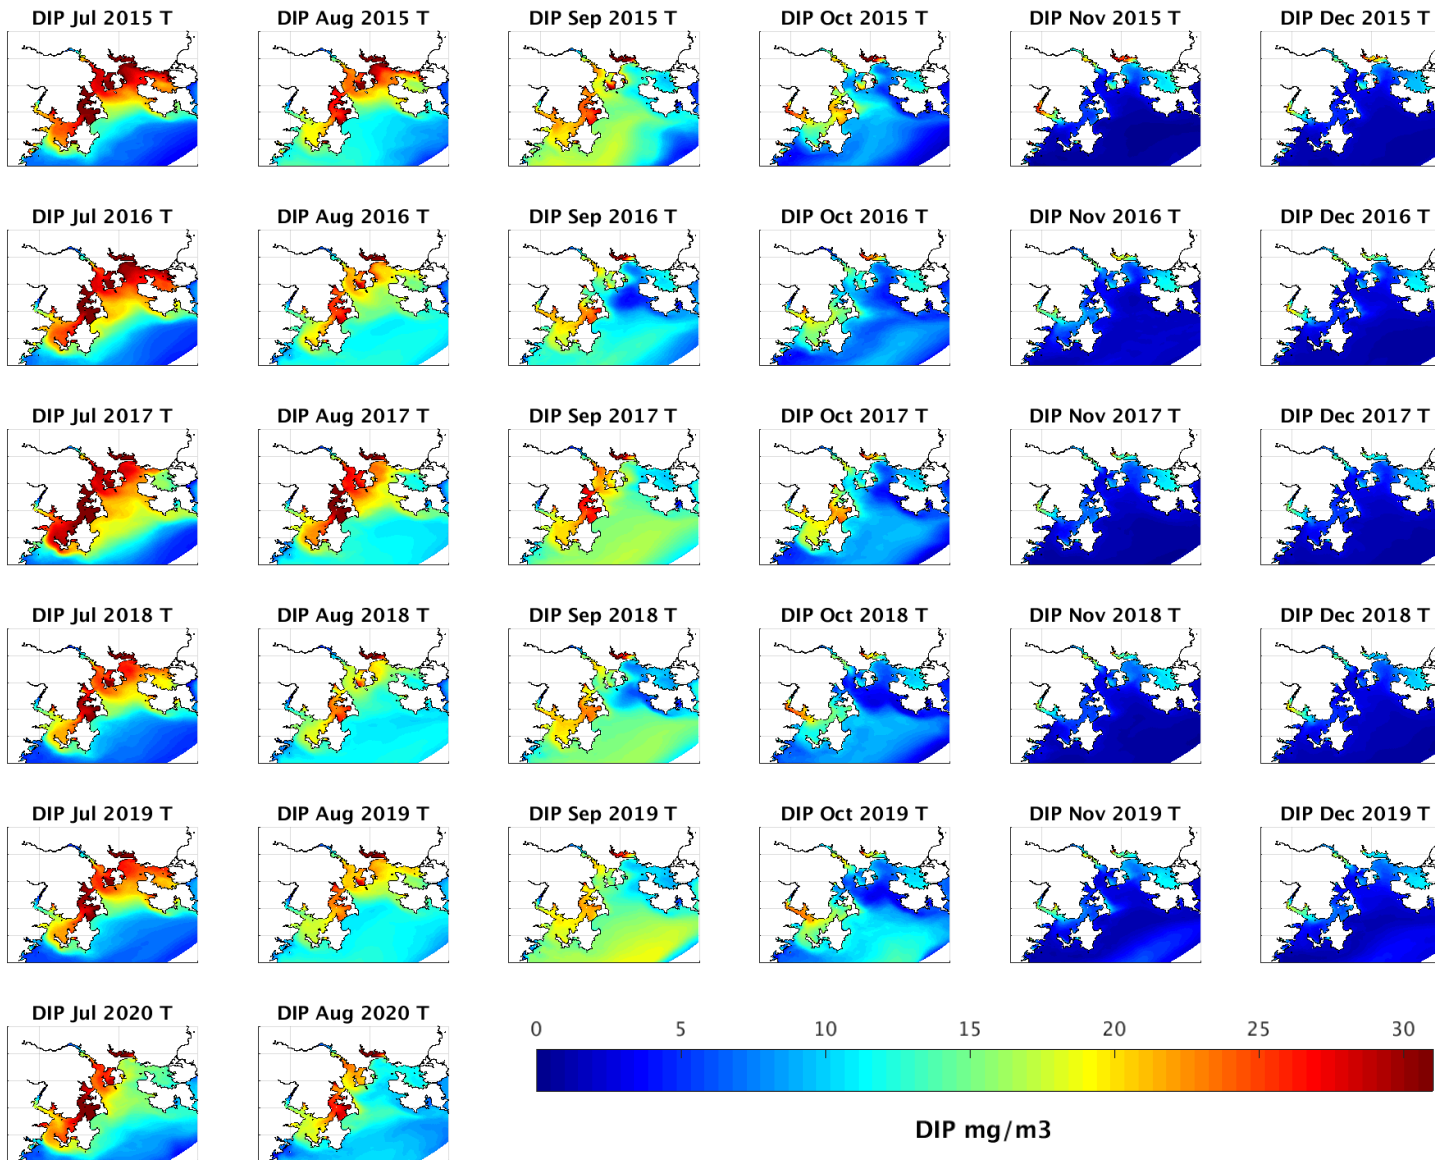 DIP Jul 2015 T
DIP Aug 2015 T
DIP Sep 2015 T
DIP Oct 2015 T
DIP Nov 2015 T
DIP Dec 2015 T
DIP Jul 2016 T
DIP Aug 2016 T
DIP Sep 2016 T
DIP Oct 2016 T
DIP Nov 2016 T
DIP Dec 2016 T
DIP Jul 2017 T
DIP Aug 2017 T
DIP Sep 2017 T
DIP Oct 2017 T
DIP Nov 2017 T
DIP Dec 2017 T
DIP Jul 2018 T
DIP Aug 2018 T
DIP Sep 2018 T
DIP Oct 2018 T
DIP Nov 2018 T
DIP Dec 2018 T
DIP Jul 2019 T
DIP Aug 2019 T
DIP Sep 2019 T
DIP Oct 2019 T
DIP Nov 2019 T
DIP Dec 2019 T
DIP Jul 2020 T
DIP Aug 2020 T
0 5 10 15 20 25 30
DIP mg/m3